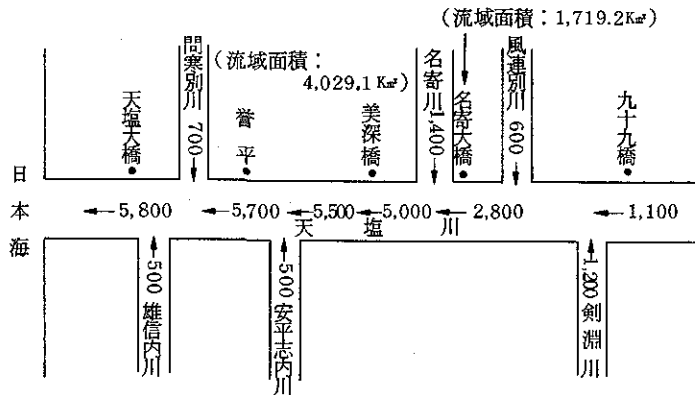 (流域面積：1,719.2K㎡)
問寒別川 700
(流域面積：
4,029.1K㎡)
名寄川 1,400
風連別川 600
天塩大橋
誉平
美深橋
名寄大橋
九十九橋
日本海
5,800
5,700
5,500
5,000
2,800
1,100
天塩川
500 雄信内川
500 安平志内川
1,200 剣淵川